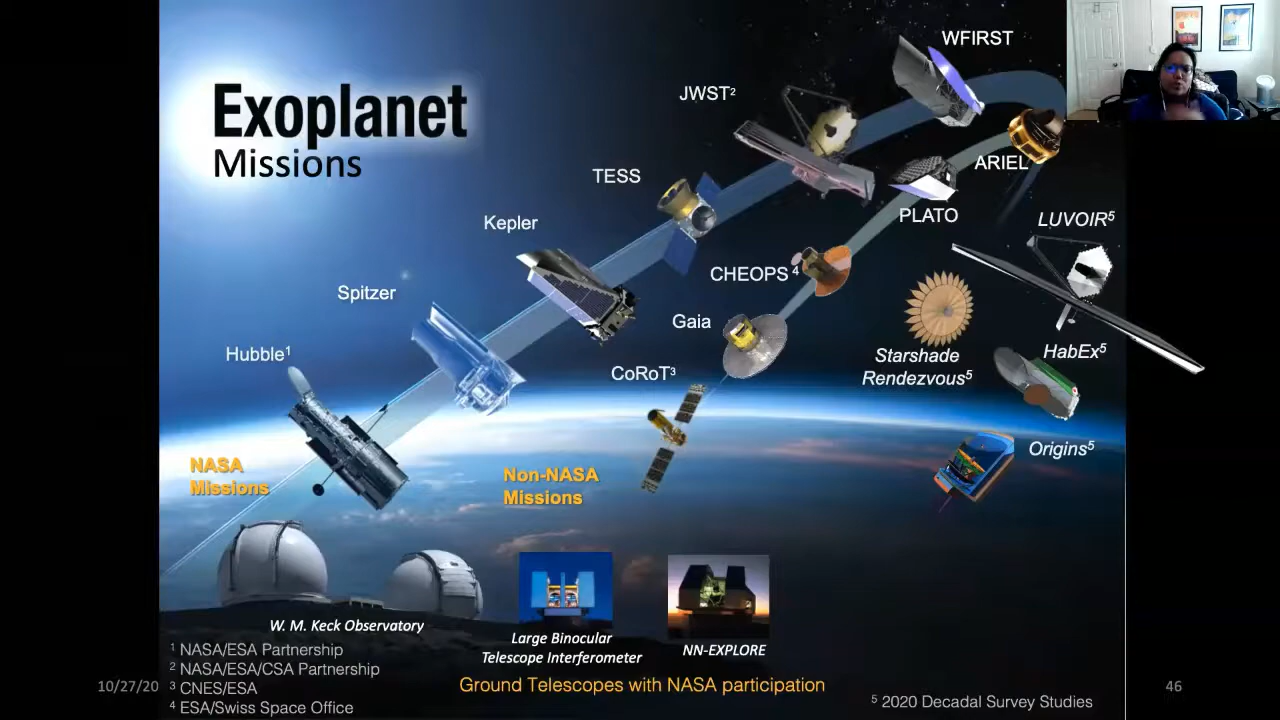 Exoplanet
Missions
WFIRST
JWST²
ARIEL
TESS
PLATO
LUVOIR⁵
Kepler
CHEOPS⁴
Spitzer
Gaia
Starshade
Rendezvous⁵
HabEx⁵
Hubble¹
CoRoT³
Origins⁵
NASA
Missions
Non-NASA
Missions
W. M. Keck Observatory
Large Binocular
Telescope Interferometer
NN-EXPLORE
¹ NASA/ESA Partnership
² NASA/ESA/CSA Partnership
³ CNES/ESA
⁴ ESA/Swiss Space Office
10/27/20
Ground Telescopes with NASA participation
⁵ 2020 Decadal Survey Studies
46